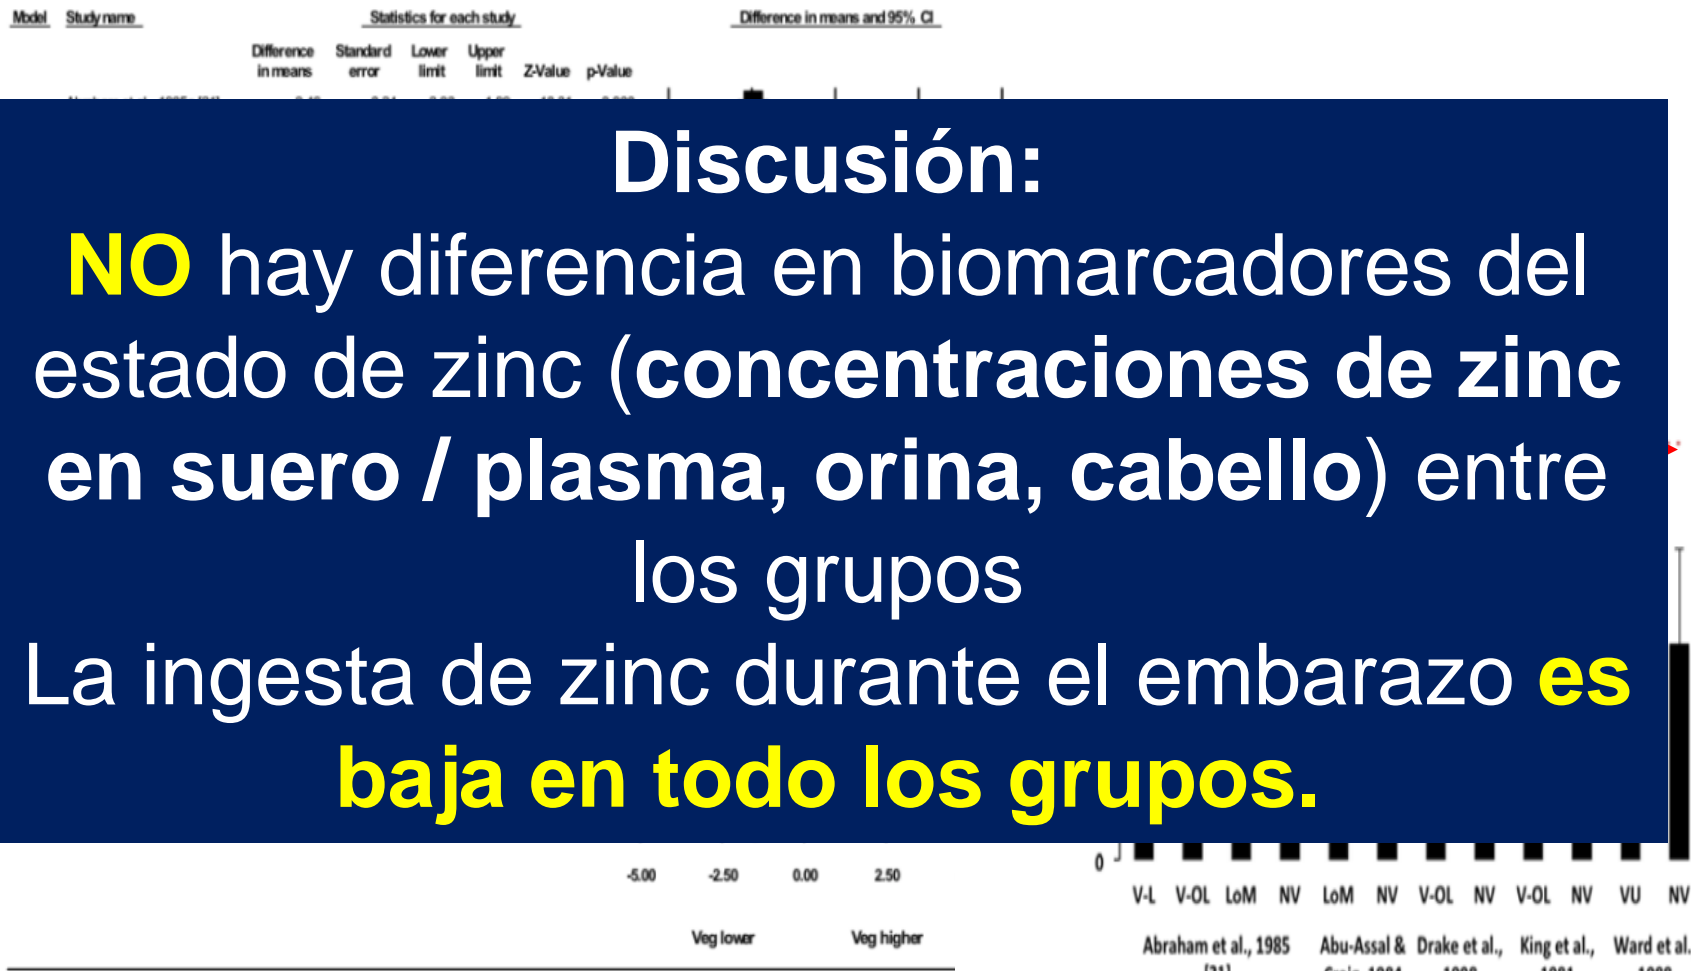 Model Study name Statistics for each study Difference in means and 95% CI
Difference in means Standard error Lower limit Upper limit Z-Value p-Value
Discusión:
NO hay diferencia en biomarcadores del
estado de zinc (concentraciones de zinc
en suero / plasma, orina, cabello) entre
los grupos
La ingesta de zinc durante el embarazo es
baja en todo los grupos.
0
-5.00 -2.50 0.00 2.50
V-L V-OL LoM NV LoM NV V-OL NV V-OL NV VU NV
Veg lower Veg higher
Abraham et al., 1985 Abu-Assal & Drake et al., King et al., Ward et al.